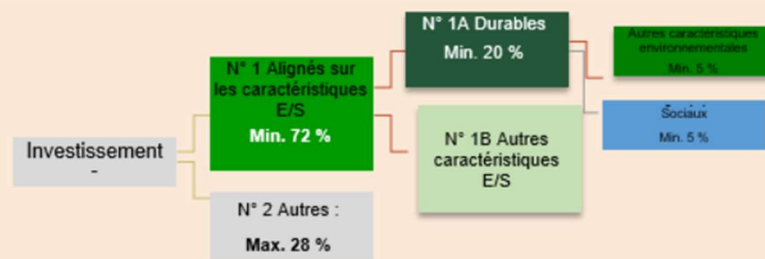 Investissement
-
N° 1 Alignés sur
les caractéristiques
E/S
Min. 72 %
N° 2 Autres :
Max. 28 %
N° 1A Durables
Min. 20 %
N° 1B Autres
caractéristiques
E/S
Autres caractéristiques
environnementales
Min. 5 %
Sociaux
Min. 5 %